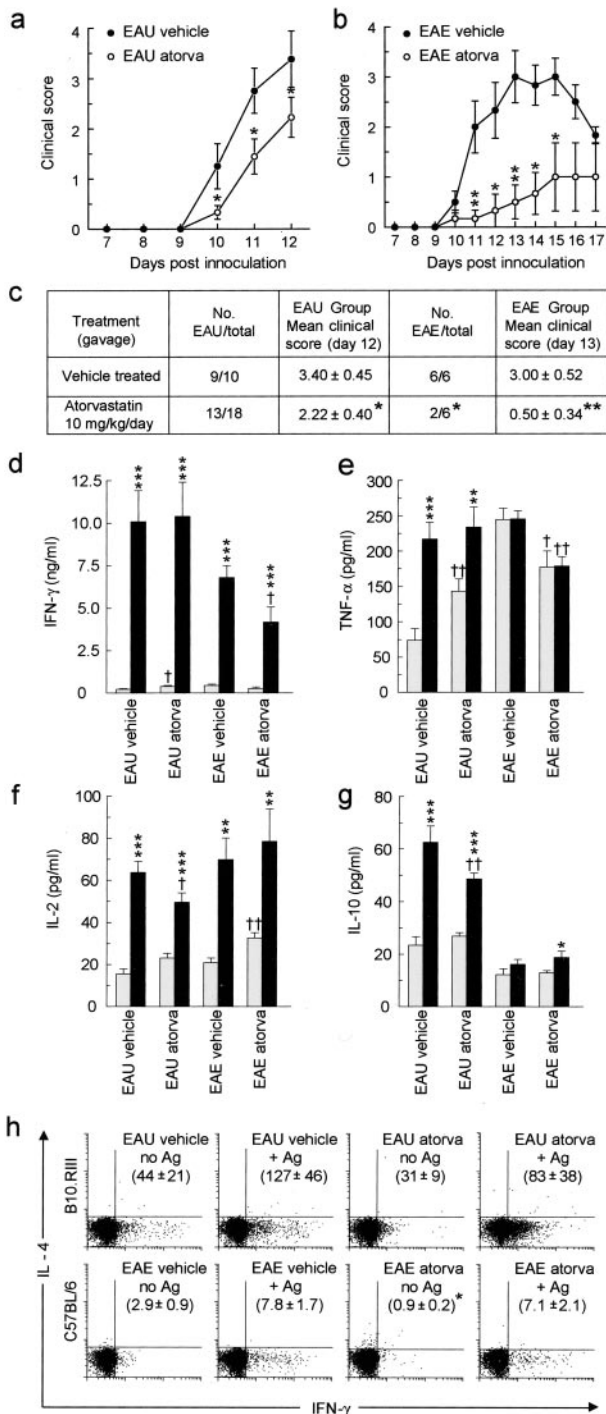 a
EAU vehicle
EAU atorva
Clinical score
4
3
2
1
0
*
*
*
7 8 9 10 11 12
Days post innoculation
b
EAE vehicle
EAE atorva
Clinical score
4
3
2
1
0
**
*
**
*
*
7 8 9 10 11 12 13 14 15 16 17
Days post innoculation
c
Treatment (gavage)
No. EAU/total
EAU Group Mean clinical score (day 12)
No. EAE/total
EAE Group Mean clinical score (day 13)
Vehicle treated 9/10 3.40 ± 0.45 6/6 3.00 ± 0.52
Atorvastatin 10 mg/kg/day 13/18 2.22 ± 0.40* 2/6* 0.50 ± 0.34**
d
IFN-γ (ng/ml)
12.5
10.0
7.5
5.0
2.5
0
***
†
***
***
***
†
EAU vehicle
EAU atorva
EAE vehicle
EAE atorva
e
TNF-α (pg/ml)
300
250
200
150
100
75
50
0
***
††
**
†
††
EAU vehicle
EAU atorva
EAE vehicle
EAE atorva
f
IL-2 (pg/ml)
100
80
60
40
20
0
***
***
†
**
††
**
EAU vehicle
EAU atorva
EAE vehicle
EAE atorva
g
IL-10 (pg/ml)
80
60
40
20
0
***
***
††
*
EAU vehicle
EAU atorva
EAE vehicle
EAE atorva
h
IL - 4
B10.RIII
EAU vehicle
no Ag
(44 ± 21)
EAU vehicle
+ Ag
(127 ± 46)
EAU atorva
no Ag
(31 ± 9)
EAU atorva
+ Ag
(83 ± 38)
C57BL/6
EAE vehicle
no Ag
(2.9 ± 0.9)
EAE vehicle
+ Ag
(7.8 ± 1.7)
EAE atorva
no Ag
(0.9 ± 0.2)*
EAE atorva
+ Ag
(7.1 ± 2.1)
IFN-γ